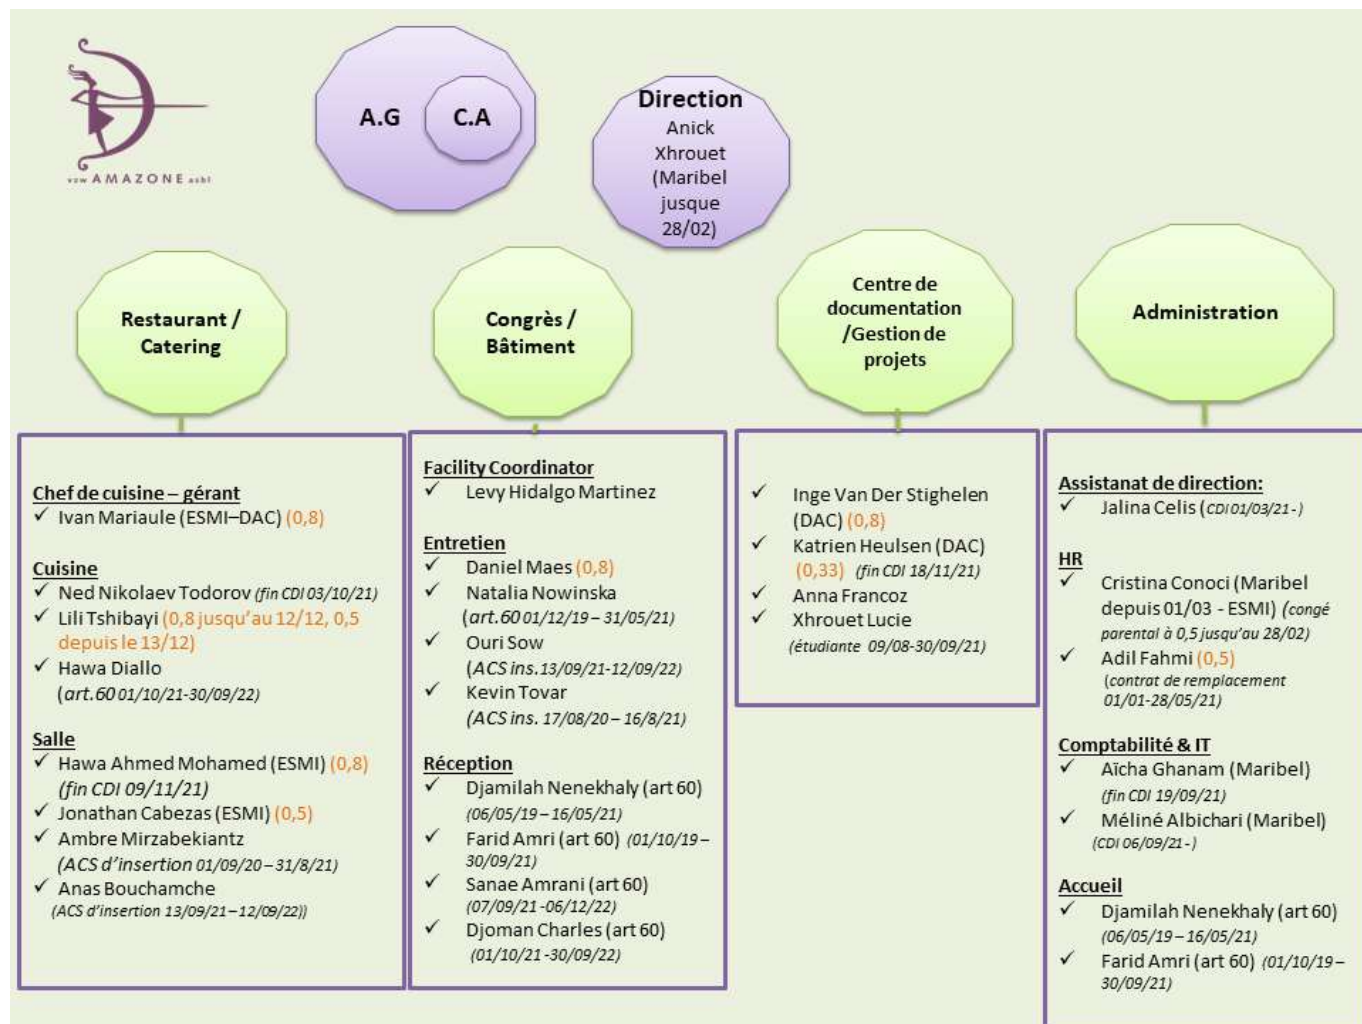 vzw AMAZONE asbl
A.G
C.A
Direction
Anick
Xhrouet
(Maribel
jusque
28/02)
Restaurant /
Catering
Congrès /
Bâtiment
Centre de
documentation
/Gestion de
projets
Administration
Chef de cuisine – gérant
✓ Ivan Mariaule (ESMI–DAC) (0,8)
Cuisine
✓ Ned Nikolaev Todorov (fin CDI 03/10/21)
✓ Lili Tshibayi (0,8 jusqu’au 12/12, 0,5
depuis le 13/12)
✓ Hawa Diallo
(art.60 01/10/21-30/09/22)
Salle
✓ Hawa Ahmed Mohamed (ESMI) (0,8)
(fin CDI 09/11/21)
✓ Jonathan Cabezas (ESMI) (0,5)
✓ Ambre Mirzabekiantz
(ACS d’insertion 01/09/20 – 31/8/21)
✓ Anas Bouchamche
(ACS d’insertion 13/09/21 – 12/09/22))
Facility Coordinator
✓ Levy Hidalgo Martinez
Entretien
✓ Daniel Maes (0,8)
✓ Natalia Nowinska
(art.60 01/12/19 – 31/05/21)
✓ Ouri Sow
(ACS ins. 13/09/21-12/09/22)
✓ Kevin Tovar
(ACS ins. 17/08/20 – 16/8/21)
Réception
✓ Djamilah Nenekhaly (art 60)
(06/05/19 – 16/05/21)
✓ Farid Amri (art 60) (01/10/19 –
30/09/21)
✓ Sanae Amrani (art 60)
(07/09/21 -06/12/22)
✓ Djoman Charles (art 60)
(01/10/21 -30/09/22)
✓ Inge Van Der Stighelen
(DAC) (0,8)
✓ Katrien Heulsen (DAC)
(0,33) (fin CDI 18/11/21)
✓ Anna Francoz
✓ Xhrouet Lucie
(étudiante 09/08-30/09/21)
Assistanat de direction:
✓ Jalina Celis (CDI 01/03/21 - )
HR
✓ Cristina Conoci (Maribel
depuis 01/03 - ESMI) (congé
parental à 0,5 jusqu’au 28/02)
✓ Adil Fahmi (0,5)
(contrat de remplacement
01/01-28/05/21)
Comptabilité & IT
✓ Aïcha Ghanam (Maribel)
(fin CDI 19/09/21)
✓ Méliné Albichari (Maribel)
(CDI 06/09/21 - )
Accueil
✓ Djamilah Nenekhaly (art 60)
(06/05/19 – 16/05/21)
✓ Farid Amri (art 60) (01/10/19 –
30/09/21)